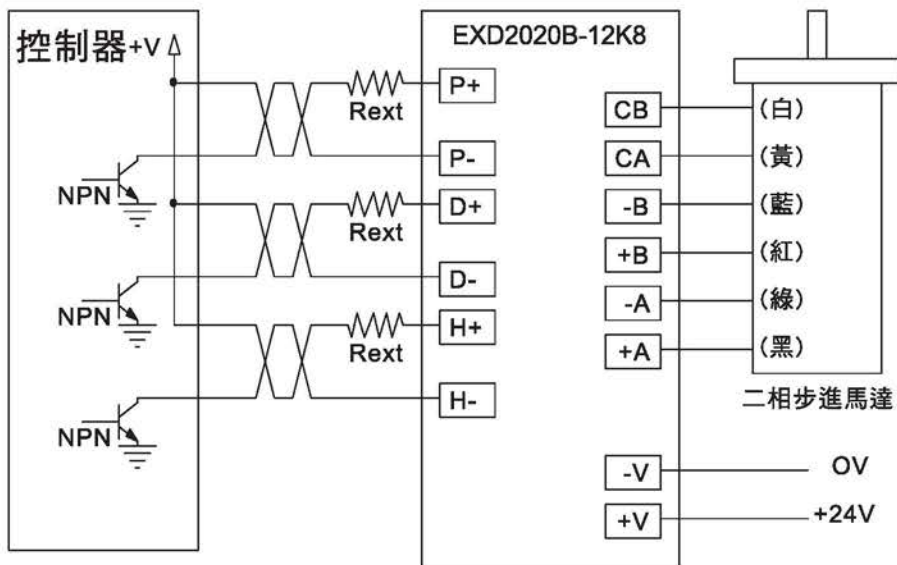 控制器+V
NPN
NPN
NPN
Rext
Rext
Rext
EXD2020B-12K8
P+
P-
D+
D-
H+
H-
CB
CA
-B
+B
-A
+A
-V
+V
(白)
(黃)
(藍)
(紅)
(綠)
(黑)
二相步進馬達
OV
+24V